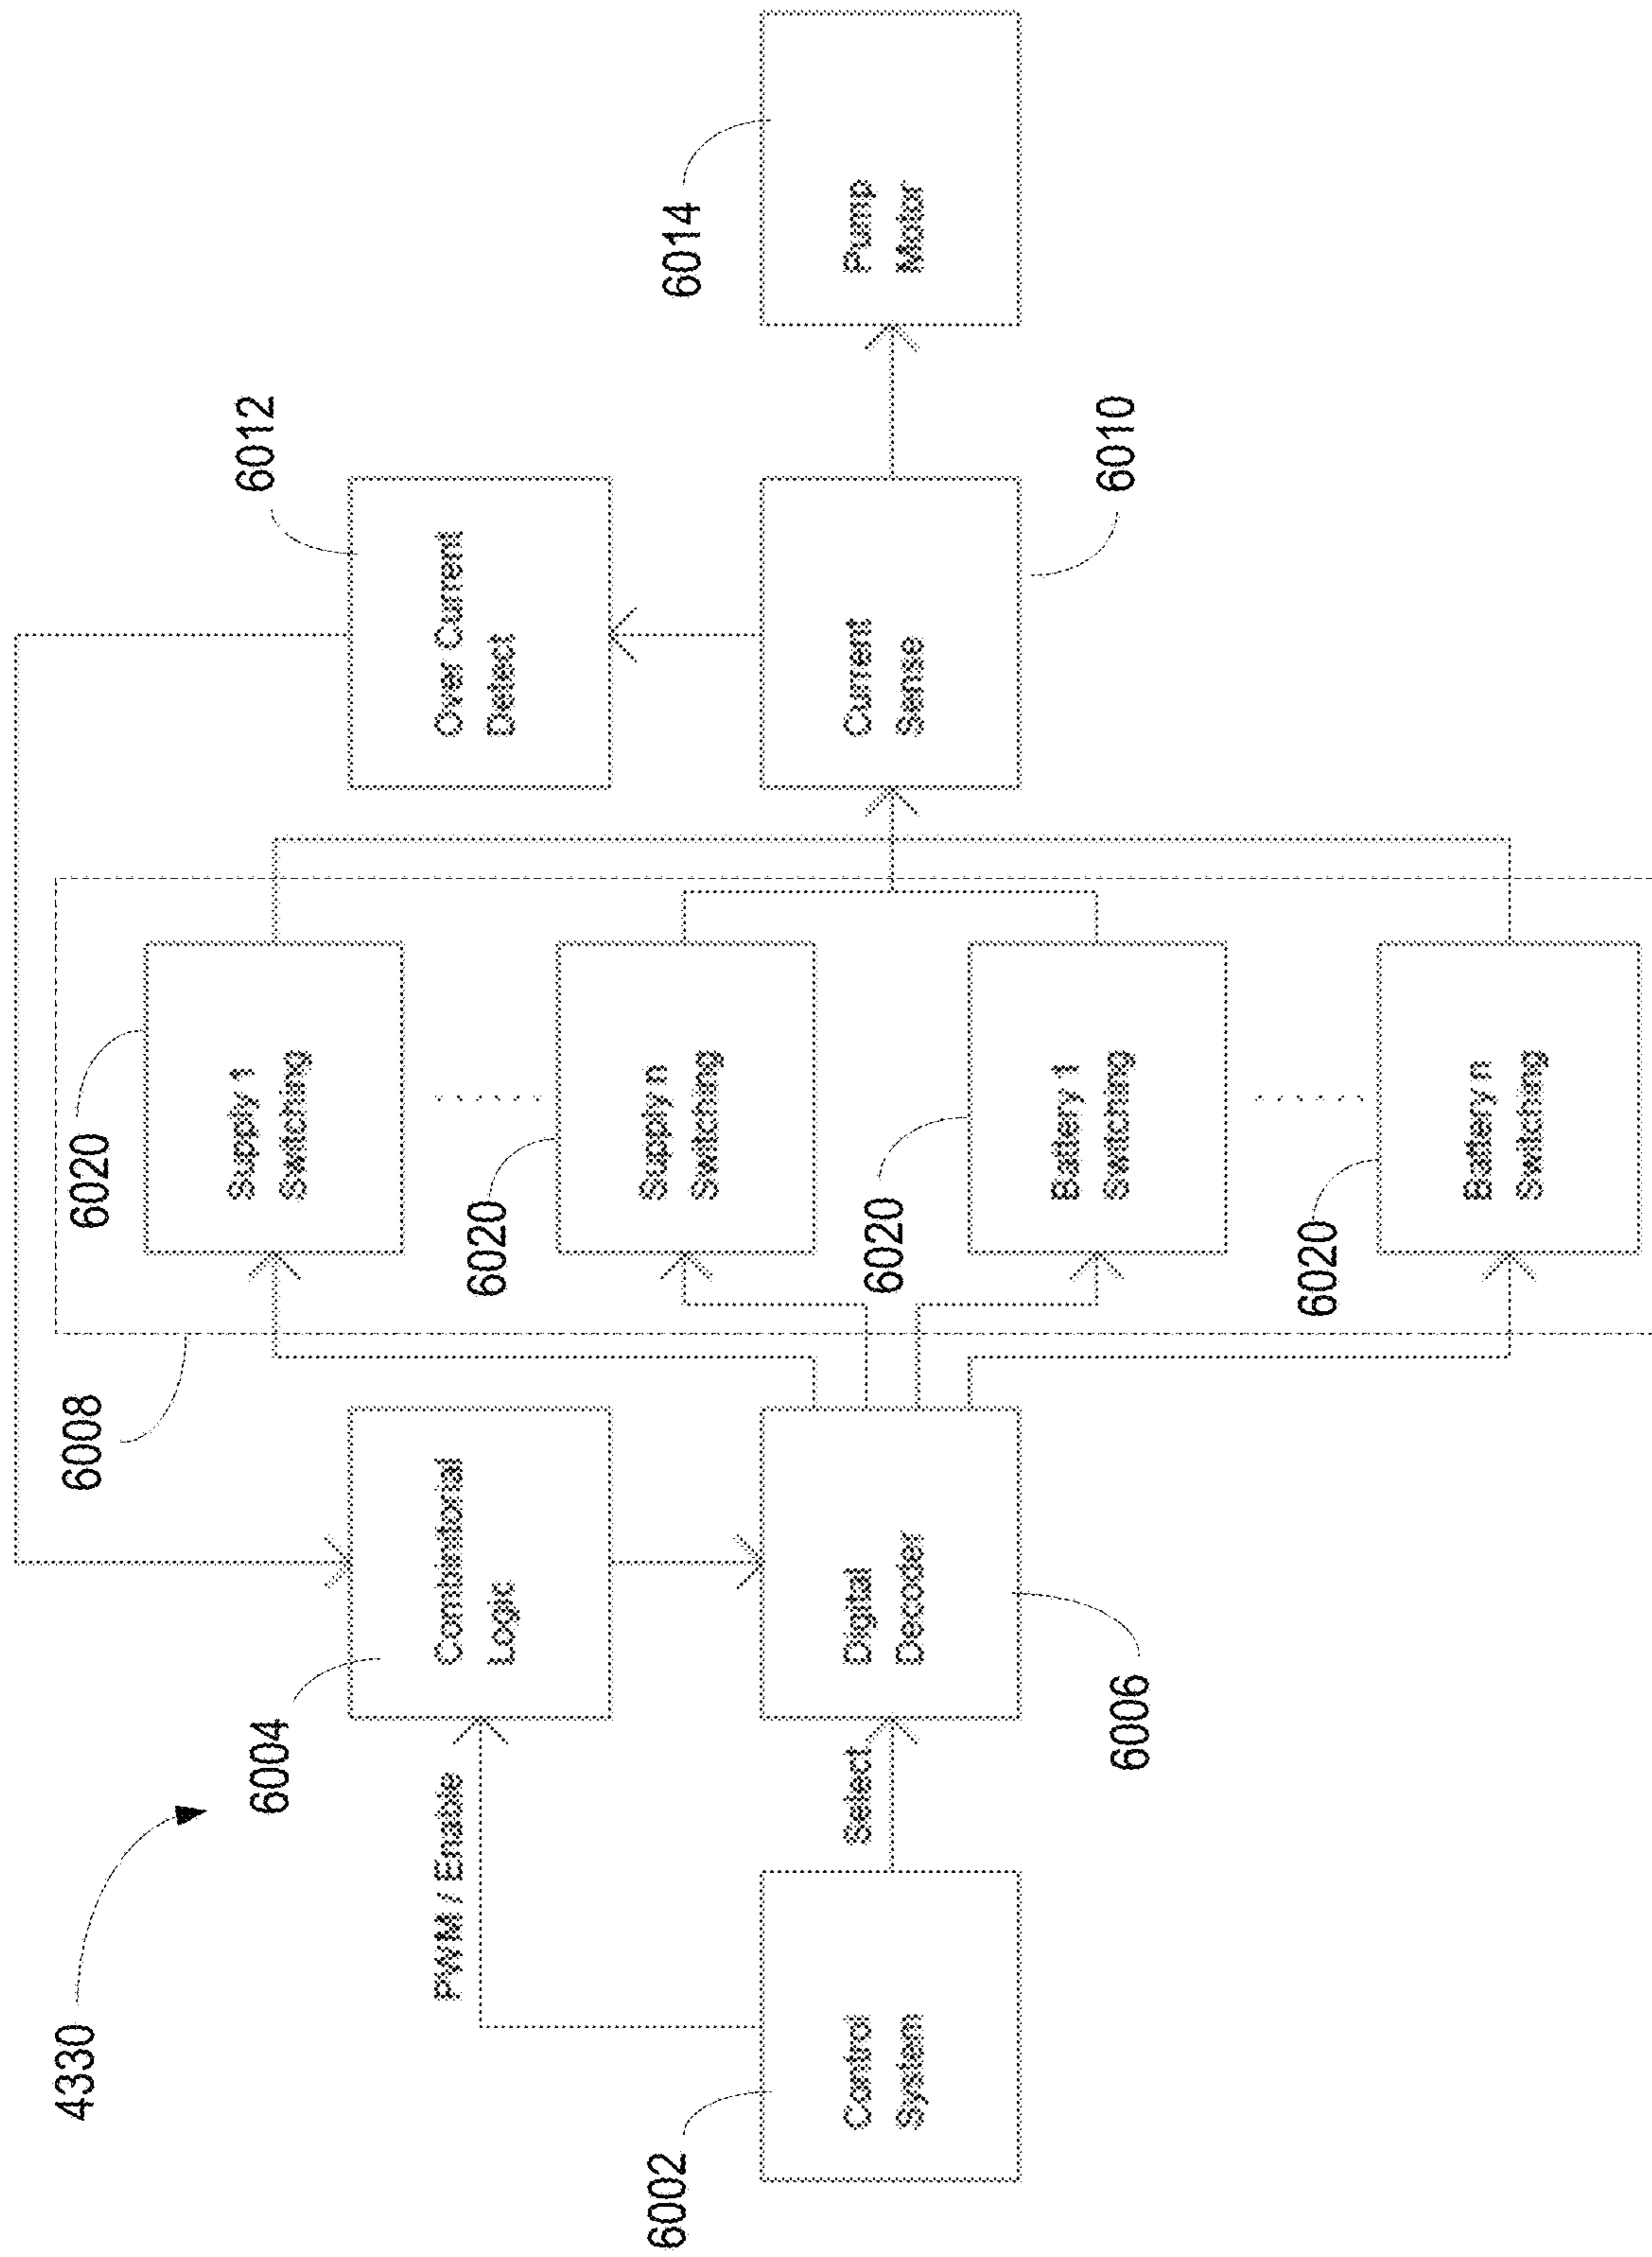 4330
6002
Control
System
PWM / Enable
Select
6004
Combinitorial
Logic
Digital
Decoder
6006
6008
6020
Supply 1
Switching
6020
Supply n
Switching
6020
Battery 1
Switching
6020
Battery n
Switching
6012
Over Current
Detect
Current
Sense
6010
6014
Pump
Motor